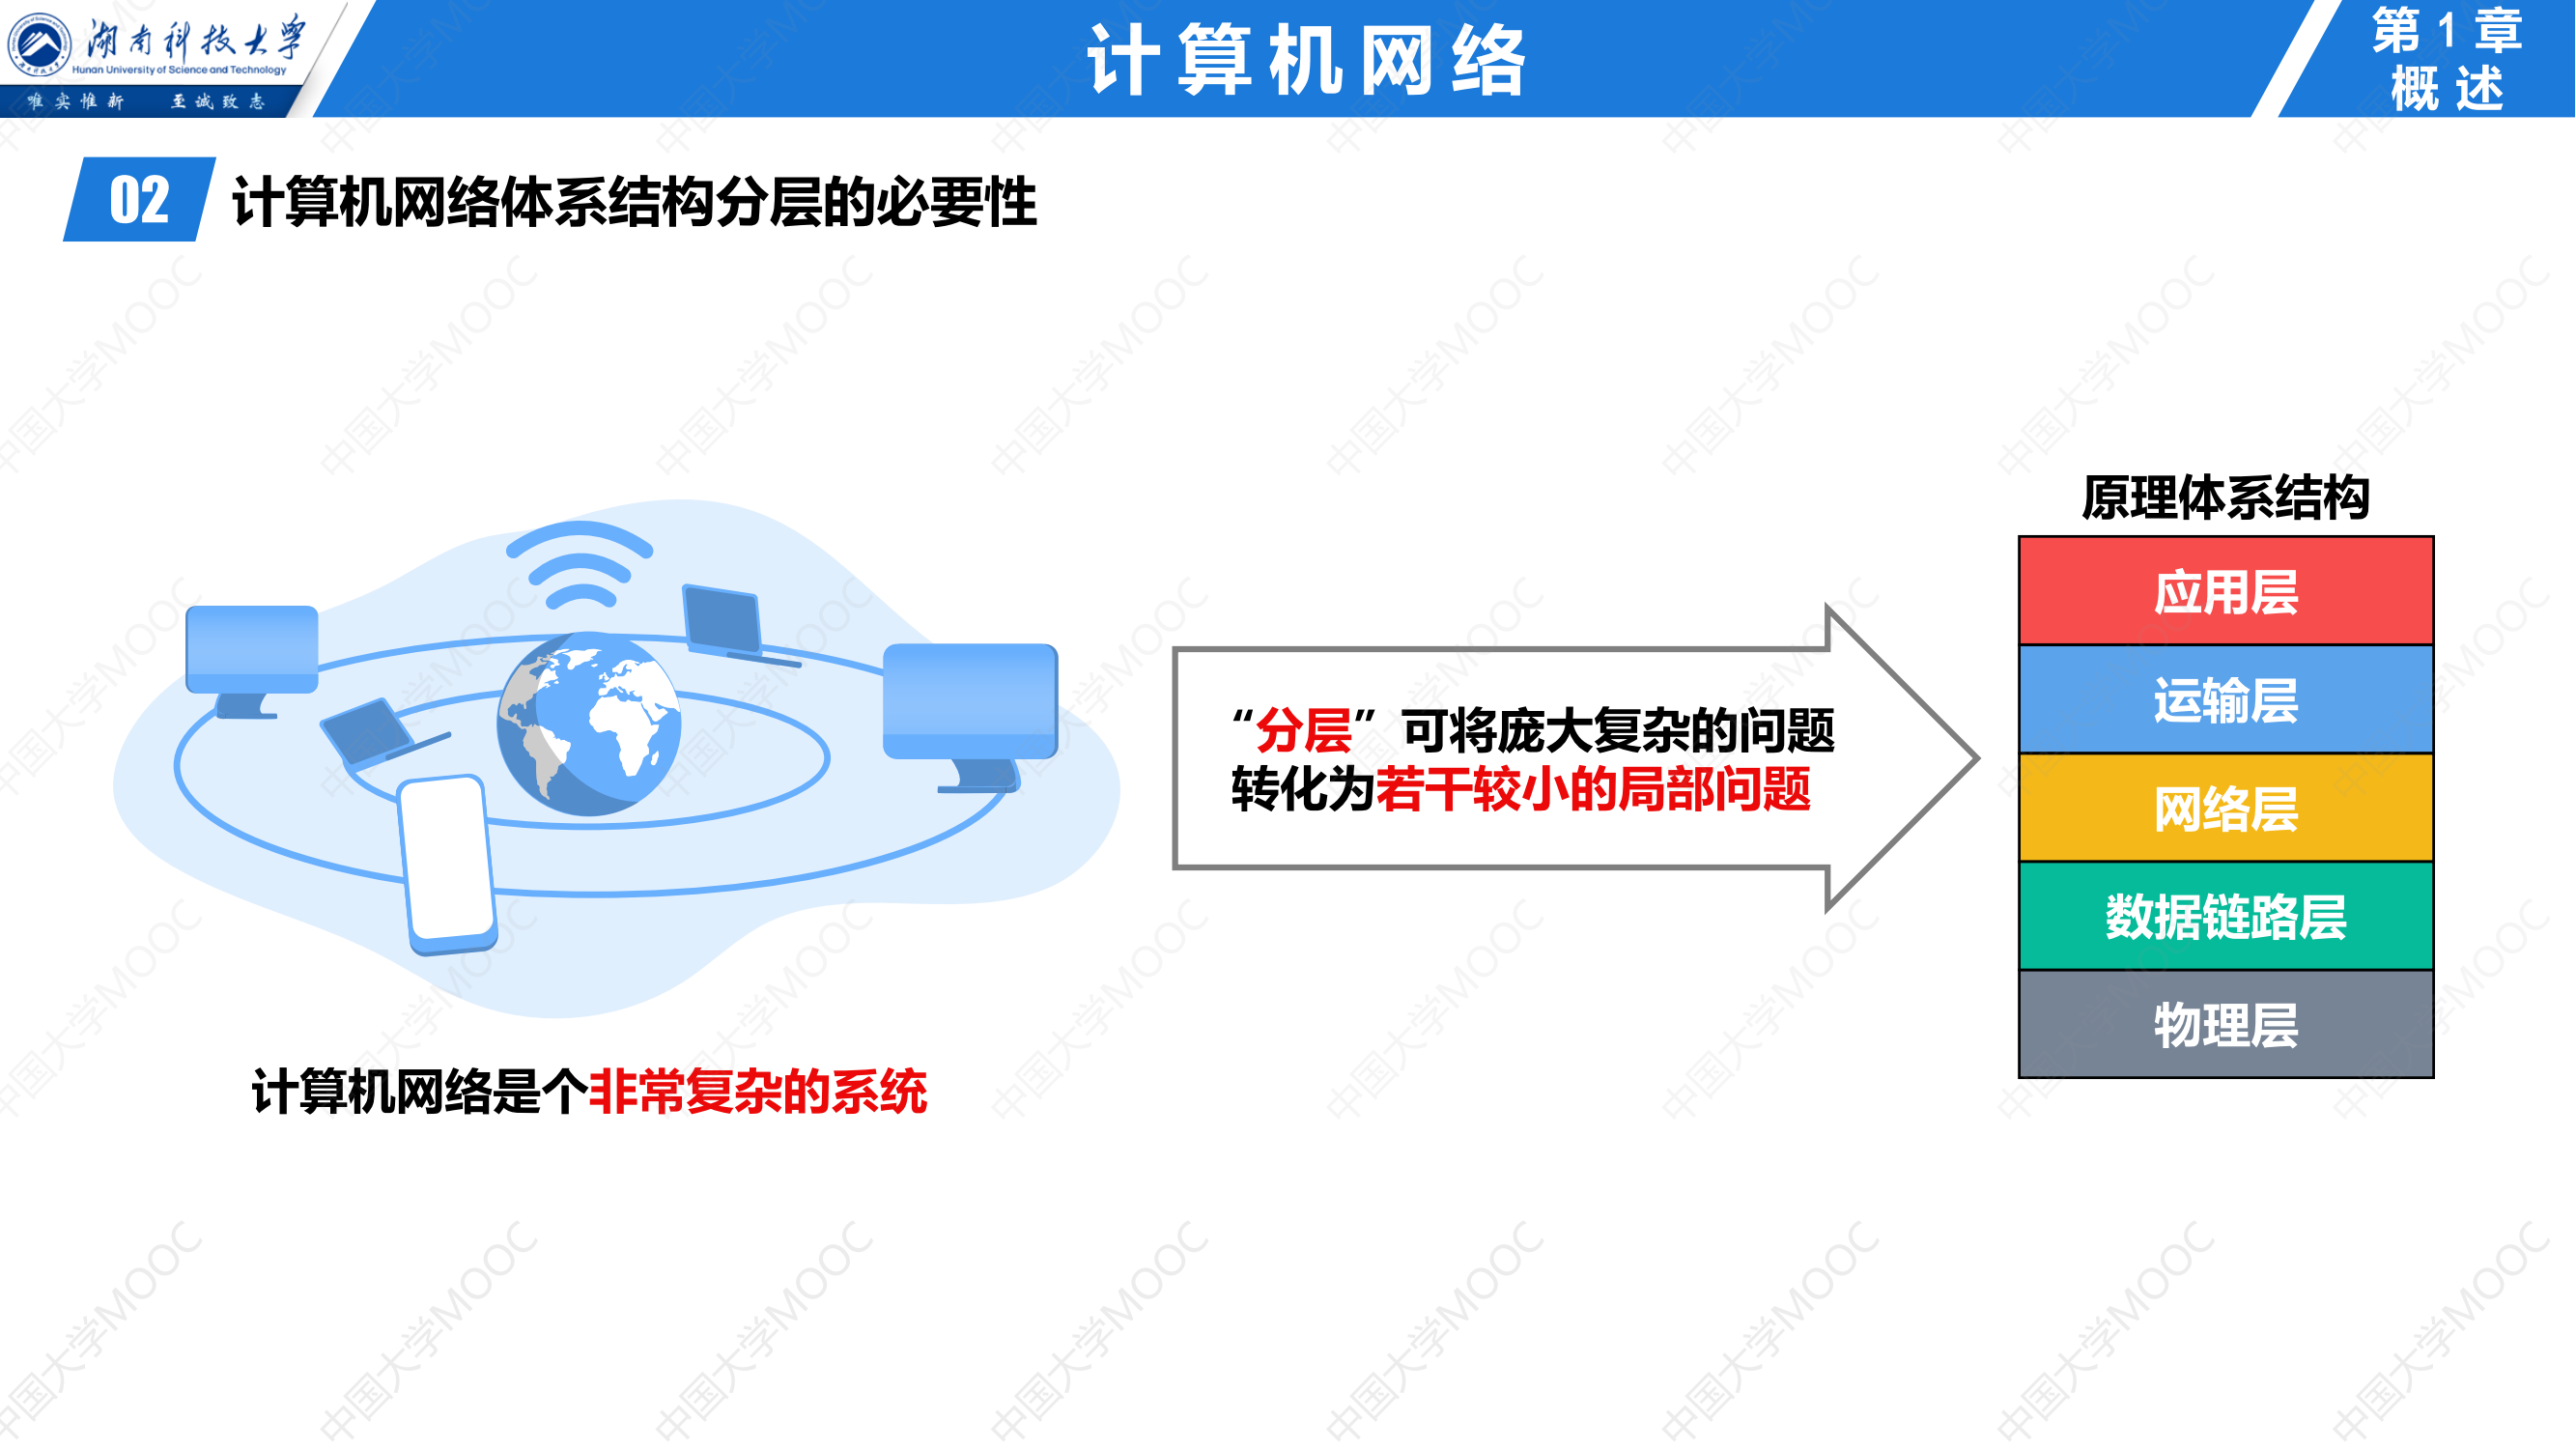 湖南科技大学
Hunan University of Science and Technology
唯实惟新 至诚致志
计算机网络
第1章
概述
02 计算机网络体系结构分层的必要性
计算机网络是个非常复杂的系统
“分层”可将庞大复杂的问题
转化为若干较小的局部问题
原理体系结构
应用层
运输层
网络层
数据链路层
物理层
中国大学MOOC